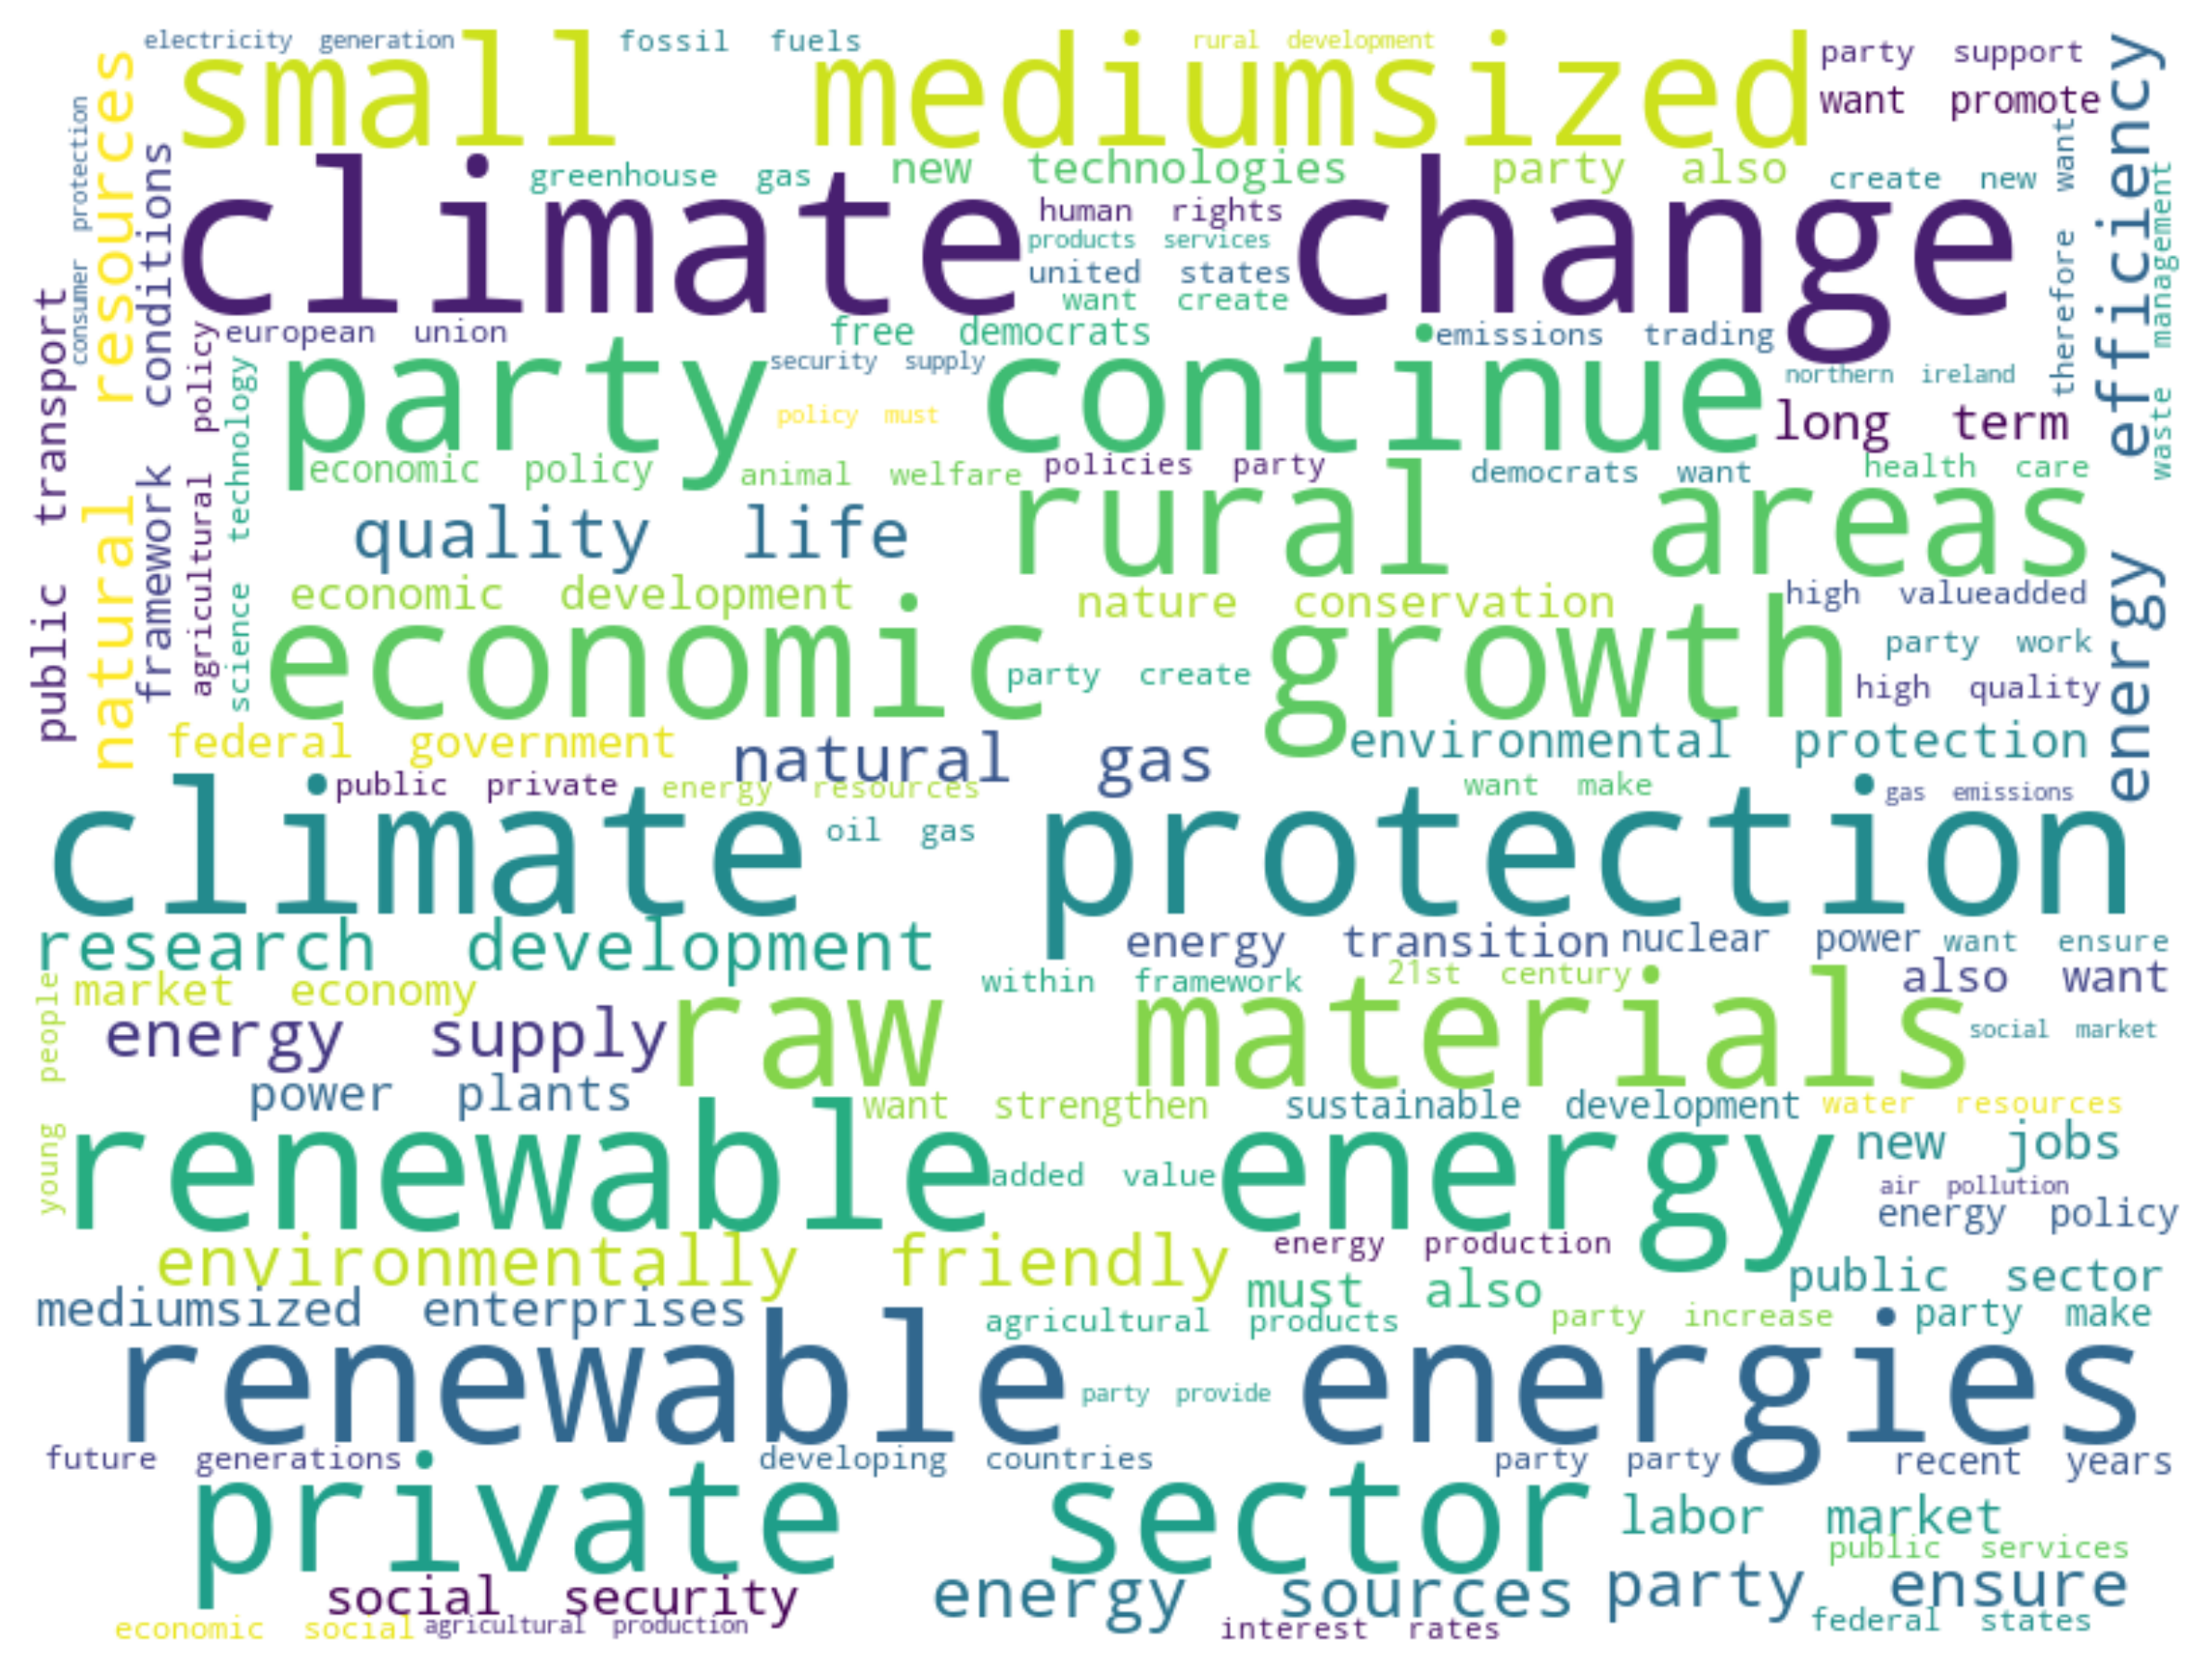 electricity generation
fossil fuels
rural development
party support
small mediumsized
want promote
greenhouse gas
new technologies
party also
create new
climate change
human rights
products services
united states
want create
european union
free democrats
emissions trading
security supply
northern ireland
party continue
policy must
long term
economic policy
animal welfare
policies party
democrats want
health care
quality life
rural areas
economic development
nature conservation
high valueadded
economic growth
party work
party create
high quality
federal government
natural gas
environmental protection
public private
energy resources
want make
gas emissions
oil gas
climate protection
research development
energy transition
nuclear power
want ensure
market economy
within framework
21st century
also want
energy supply
raw materials
social market
power plants
want strengthen
sustainable development
water resources
renewable energy
new jobs
added value
air pollution
energy policy
environmentally friendly
energy production
public sector
must also
mediumsized enterprises
agricultural products
party increase
party make
renewable energies
party provide
future generations
developing countries
party party
recent years
private sector
labor market
public services
social security
energy sources
party ensure
economic social
agricultural production
interest rates
federal states
public transport
consumer protection
natural resources
framework conditions
agricultural policy
science technology
young people
therefore want
energy efficiency
waste management